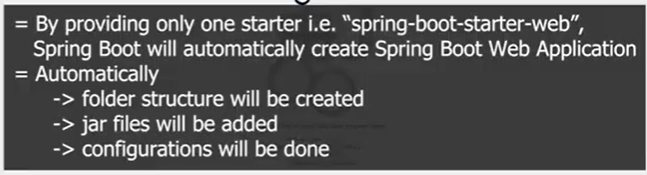 = By providing only one starter i.e. “spring-boot-starter-web”,
Spring Boot will automatically create Spring Boot Web Application
= Automatically
-> folder structure will be created
-> jar files will be added
-> configurations will be done